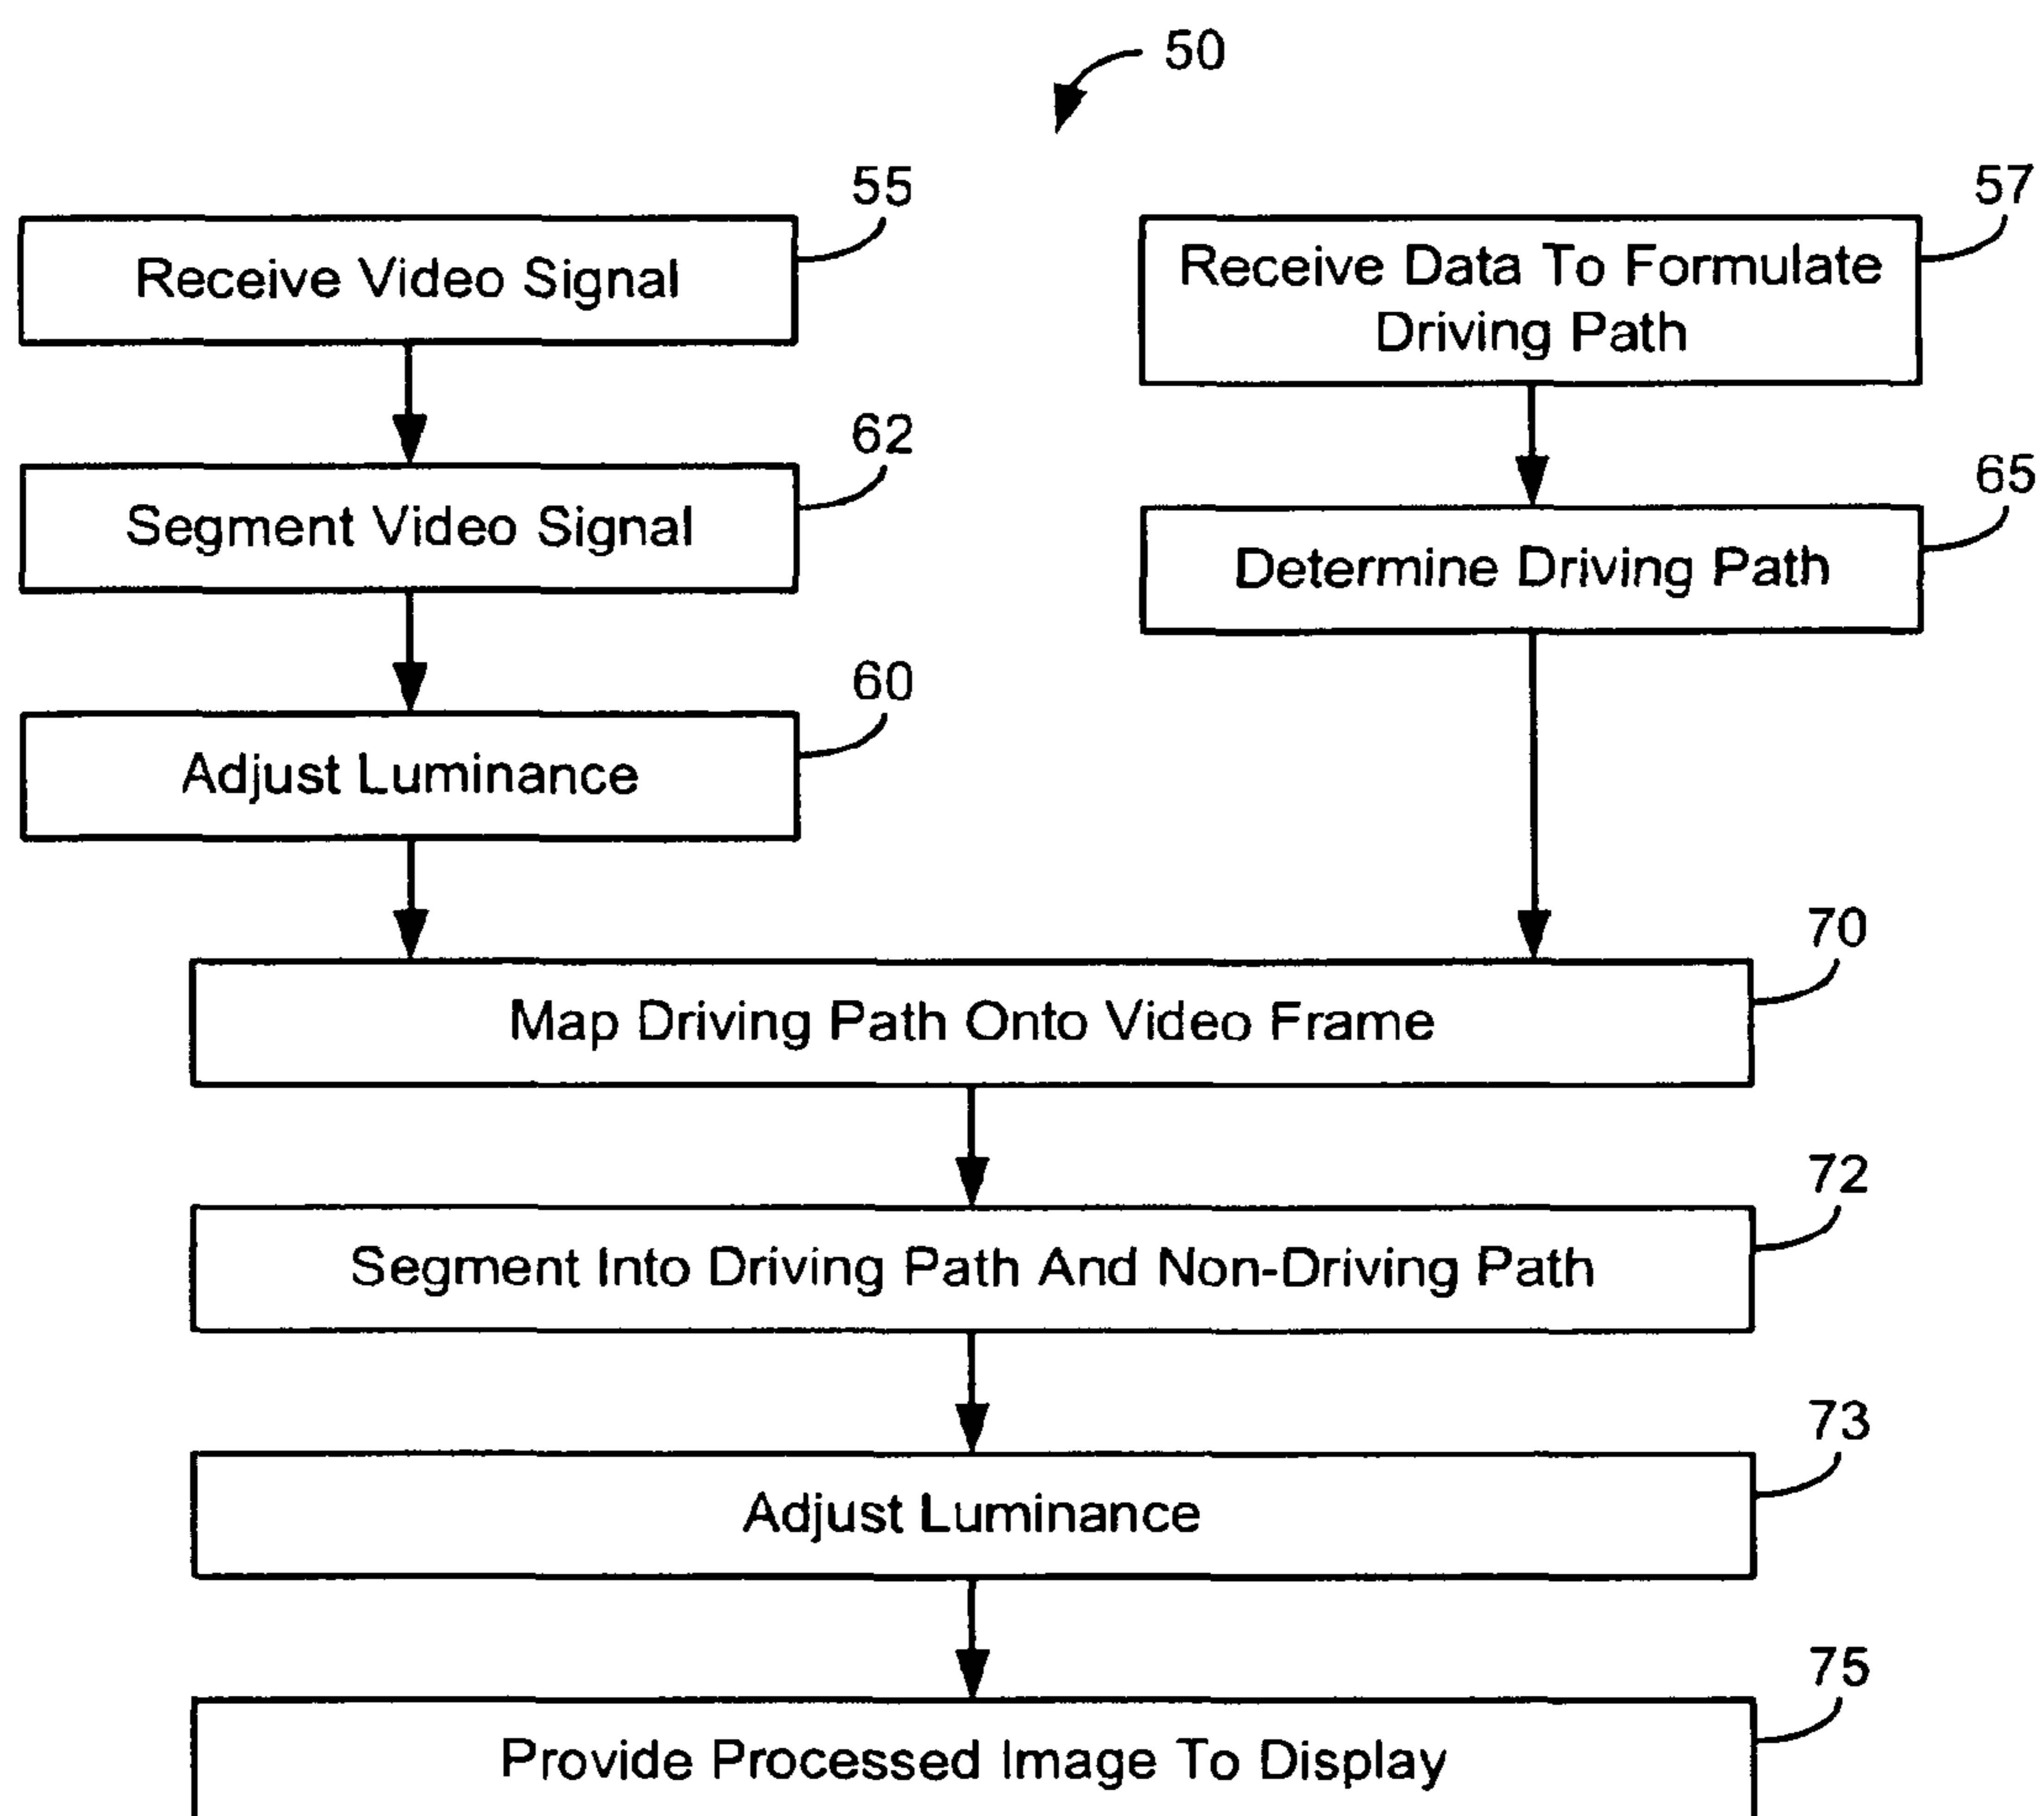 50
55
Receive Video Signal
57
Receive Data To Formulate
Driving Path
62
Segment Video Signal
65
Determine Driving Path
60
Adjust Luminance
70
Map Driving Path Onto Video Frame
72
Segment Into Driving Path And Non-Driving Path
73
Adjust Luminance
75
Provide Processed Image To Display